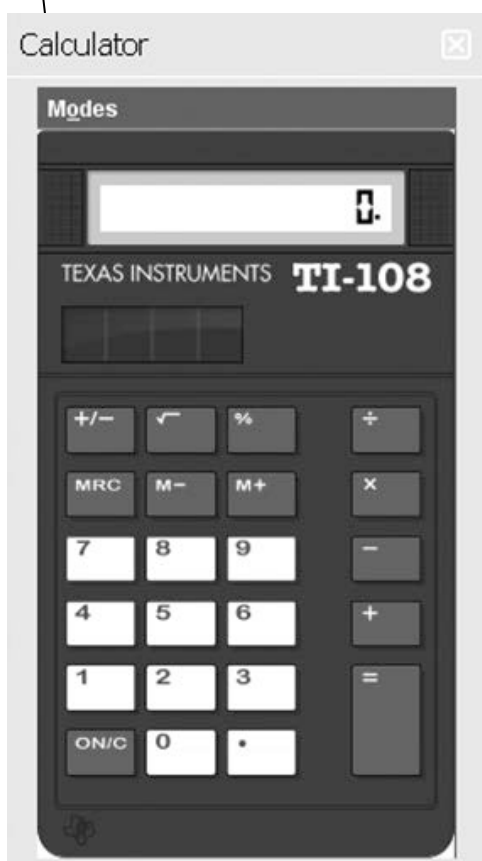 Calculator
Modes
0.
TEXAS INSTRUMENTS TI-108
+/- √ % ÷
MRC M- M+ ×
7 8 9 -
4 5 6 +
1 2 3 =
ON/C 0 .